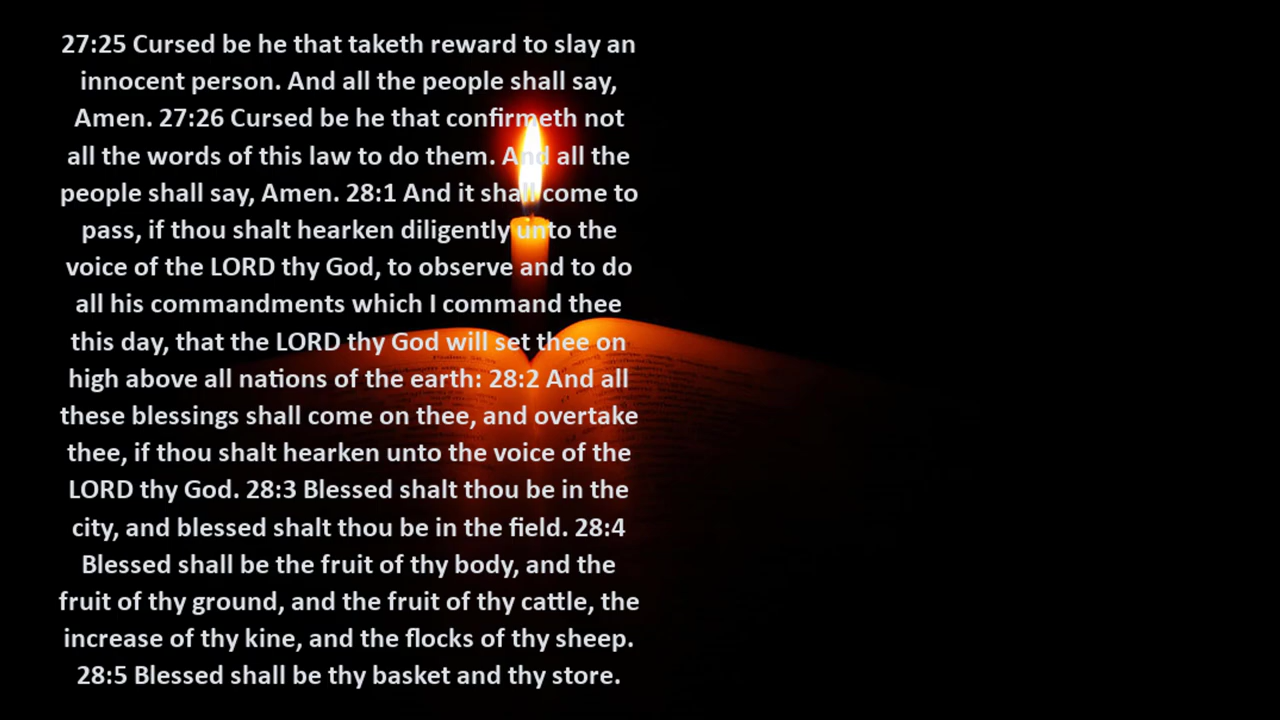 27:25 Cursed be he that taketh reward to slay an
innocent person. And all the people shall say,
Amen. 27:26 Cursed be he that confirmeth not
all the words of this law to do them. And all the
people shall say, Amen. 28:1 And it shall come to
pass, if thou shalt hearken diligently unto the
voice of the LORD thy God, to observe and to do
all his commandments which I command thee
this day, that the LORD thy God will set thee on
high above all nations of the earth: 28:2 And all
these blessings shall come on thee, and overtake
thee, if thou shalt hearken unto the voice of the
LORD thy God. 28:3 Blessed shalt thou be in the
city, and blessed shalt thou be in the field. 28:4
Blessed shall be the fruit of thy body, and the
fruit of thy ground, and the fruit of thy cattle, the
increase of thy kine, and the flocks of thy sheep.
28:5 Blessed shall be thy basket and thy store.